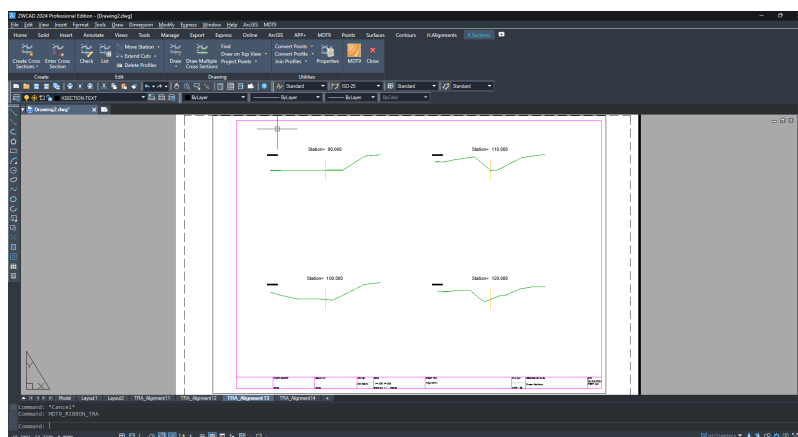 ZWCAD 2024 Professional Edition - [Drawing2.dwg]
File Edit View Insert Format Tools Draw Dimension Modify Express Window Help ArcGIS MDT9
Home Solid Insert Annotate Views Tools Manage Export Express Online ArcGIS APP+ MDT9 Points Surfaces Contours H.Alignments X.Sections
Create Cross Sections Enter Cross Section Check List Move Station Extend Cuts Delete Profiles Draw Draw Multiple Cross Sections Find Draw on Top View Project Points Convert Points Convert Profile Join Profiles Properties MDT9 Close
Create Edit Drawing Utilities
Standard ISO-25 Standard Standard
XSECTION-TEXT ByLayer ByLayer ByLayer ByColor
Drawing2.dwg*
Station= 90.000 Station= 110.000
Station= 100.000 Station= 120.000
Y
X
Model Layout1 Layout2 TRA_Alignment11 TRA_Alignment12 TRA_Alignment13 TRA_Alignment14 +
Command: *Cancel*
Command: MDT9_RIBBON_TRA
Command:
Millimeters